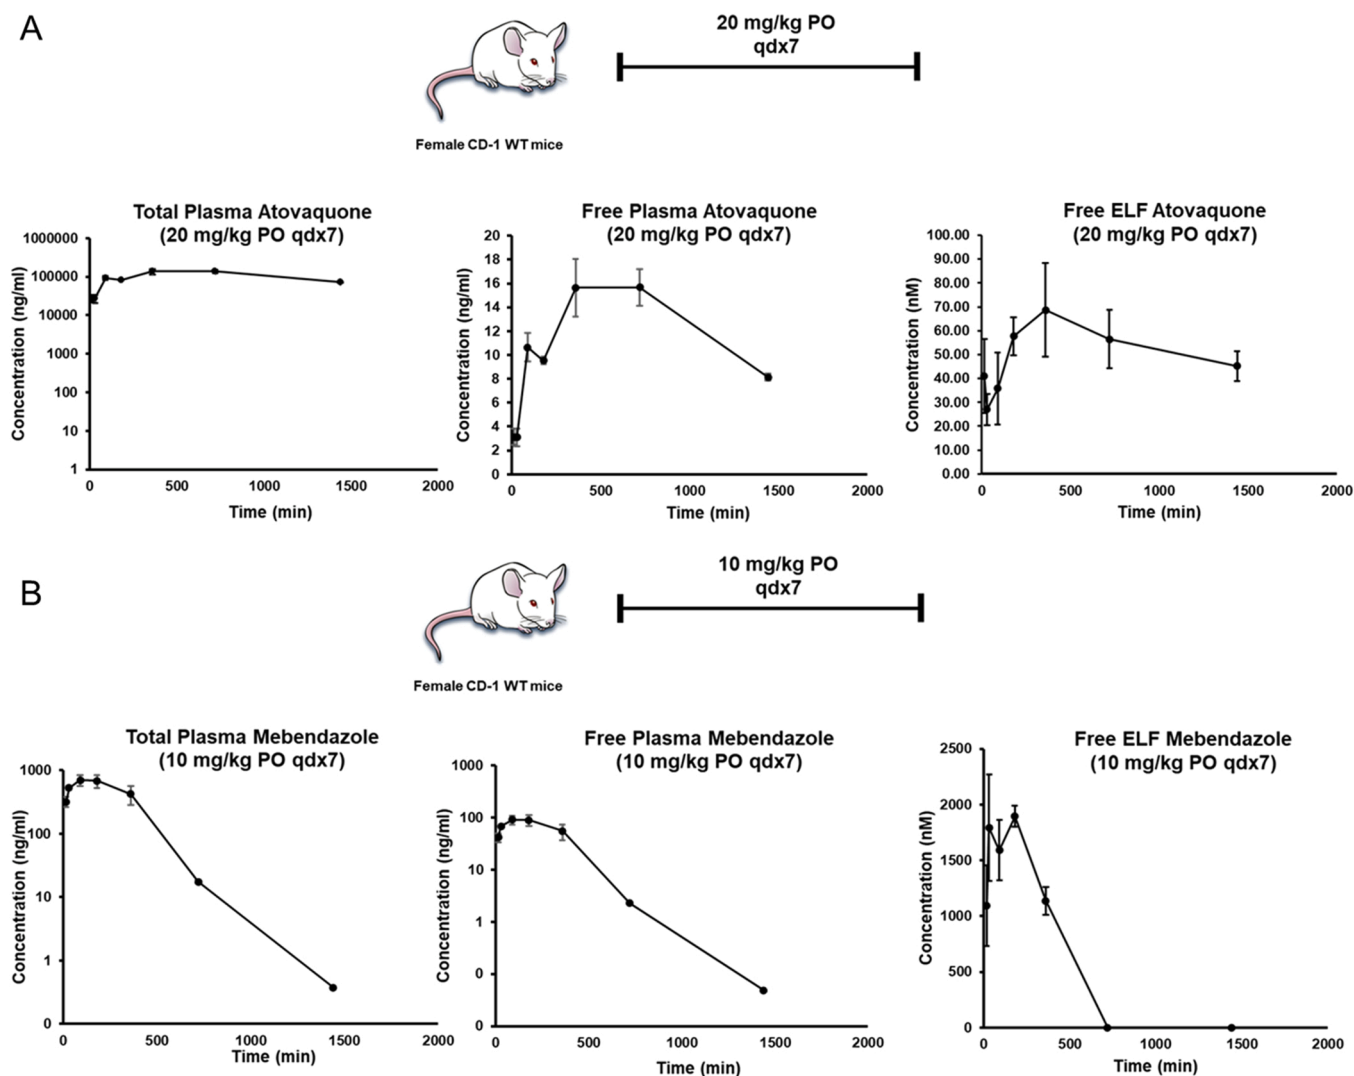 A
20 mg/kg PO
qdx7
Female CD-1 WT mice
Total Plasma Atovaquone
(20 mg/kg PO qdx7)
Concentration (ng/ml)
1000000
100000
10000
1000
100
10
1
0 500 1000 1500 2000
Time (min)
Free Plasma Atovaquone
(20 mg/kg PO qdx7)
Concentration (ng/ml)
20
18
16
14
12
10
8
6
4
2
0
0 500 1000 1500 2000
Time (min)
Free ELF Atovaquone
(20 mg/kg PO qdx7)
Concentration (nM)
100.00
90.00
80.00
70.00
60.00
50.00
40.00
30.00
20.00
10.00
0.00
0 500 1000 1500 2000
Time (min)
B
10 mg/kg PO
qdx7
Female CD-1 WT mice
Total Plasma Mebendazole
(10 mg/kg PO qdx7)
Concentration (ng/ml)
1000
100
10
1
0
0 500 1000 1500 2000
Time (min)
Free Plasma Mebendazole
(10 mg/kg PO qdx7)
Concentration (ng/ml)
1000
100
10
1
0
0
0 500 1000 1500 2000
Time (min)
Free ELF Mebendazole
(10 mg/kg PO qdx7)
Concentration (nM)
2500
2000
1500
1000
500
0
0 500 1000 1500 2000
Time (min)